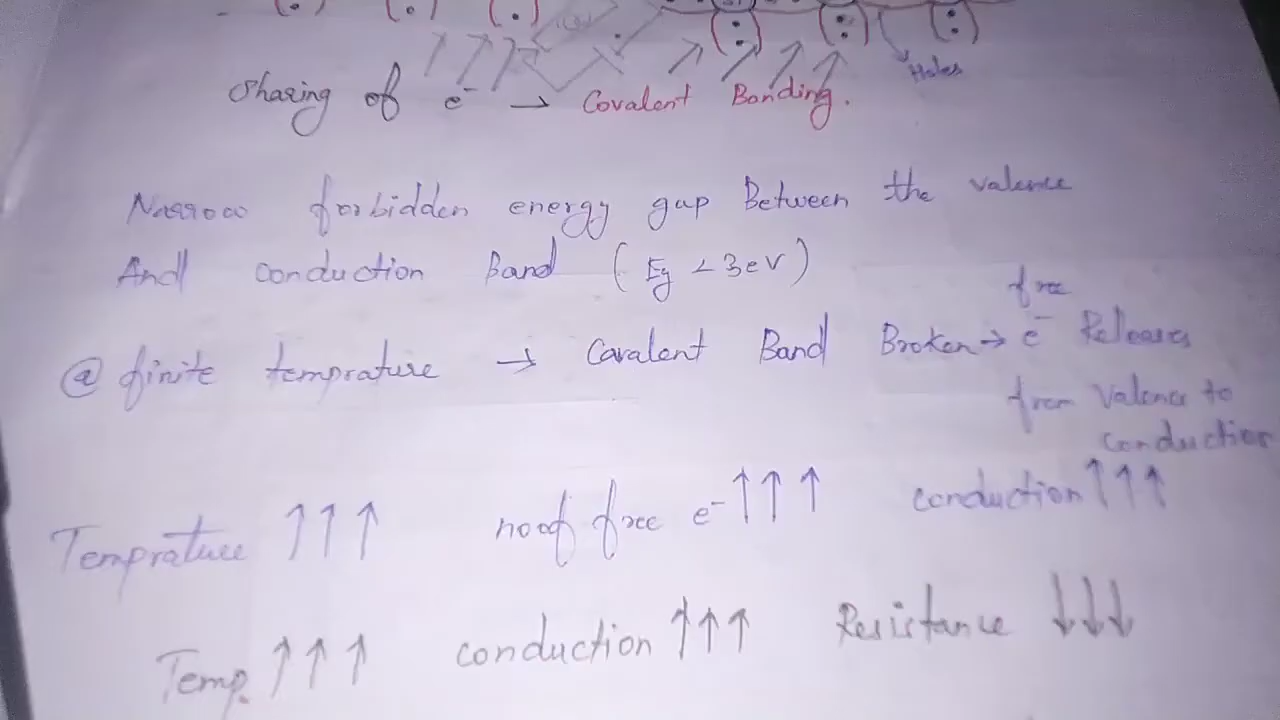 Holes
Sharing of e⁻ → Covalent Bonding.
Narrow forbidden energy gap Between the valence
And conduction Band (Eg < 3eV)
@ finite temprature → Covalent Band Broken → free e⁻ Releases
from Valence to
conduction
Temprature ↑↑↑ no of free e⁻ ↑↑↑ conduction ↑↑↑
Temp. ↑↑↑ conduction ↑↑↑ Resistance ↓↓↓